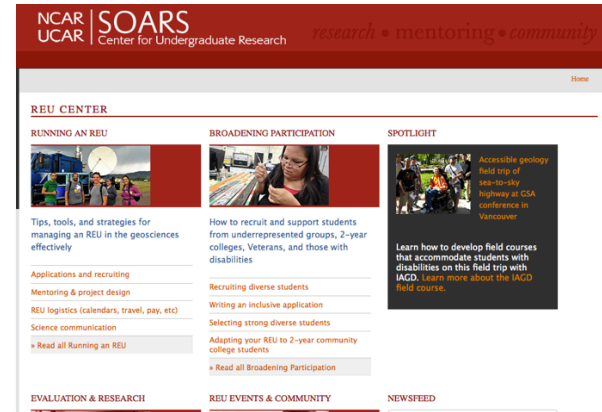 NCAR
UCAR
SOARS
Center for Undergraduate Research
research • mentoring • community
Home
REU CENTER
RUNNING AN REU
Tips, tools, and strategies for
managing an REU in the geosciences
effectively
Applications and recruiting
Mentoring & project design
REU logistics (calendars, travel, pay, etc)
Science communication
» Read all Running an REU
BROADENING PARTICIPATION
How to recruit and support students
from underrepresented groups, 2-year
colleges, Veterans, and those with
disabilities
Recruiting diverse students
Writing an inclusive application
Selecting strong diverse students
Adapting your REU to 2-year community
college students
» Read all Broadening Participation
SPOTLIGHT
Accessible geology
field trip of
sea-to-sky
highway at GSA
conference in
Vancouver
Learn how to develop field courses
that accommodate students with
disabilities on this field trip with
IAGD. Learn more about the IAGD
field course.
EVALUATION & RESEARCH
REU EVENTS & COMMUNITY
NEWSFEED